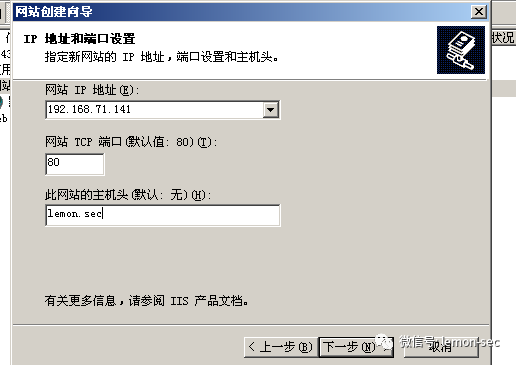 网站创建向导
状况
IP 地址和端口设置
指定新网站的 IP 地址，端口设置和主机头。
网站 IP 地址(E):
192.168.71.141
网站 TCP 端口(默认值: 80)(T):
80
此网站的主机头(默认: 无)(H):
lemon.sec
有关更多信息，请参阅 IIS 产品文档。
< 上一步(B)
下一步(N) >
取消
微信号: lemon-sec